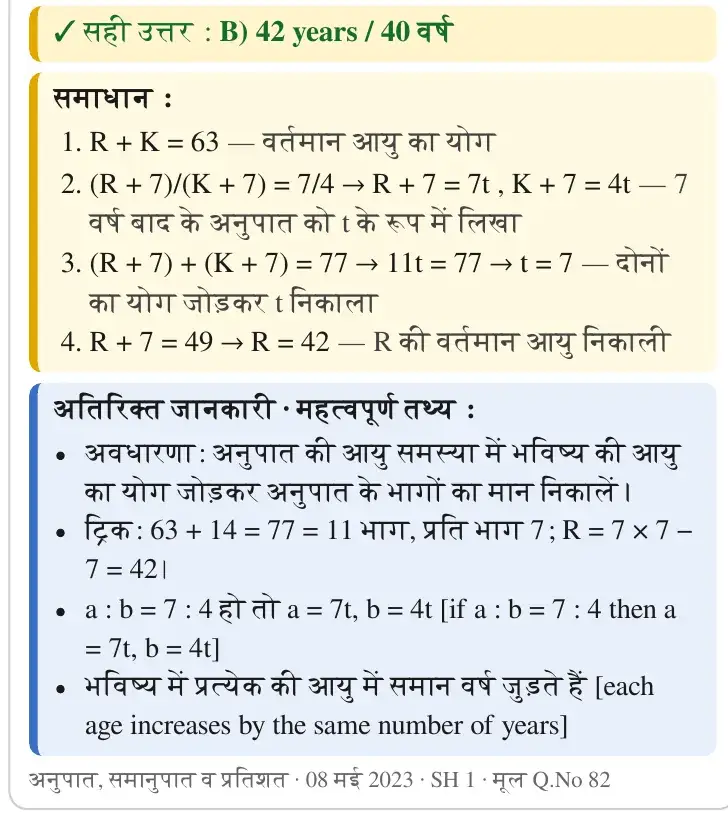 ✓ सही उत्तर : B) 42 years / 40 वर्ष
समाधान :
1. R + K = 63 — वर्तमान आयु का योग
2. (R + 7)/(K + 7) = 7/4 → R + 7 = 7t , K + 7 = 4t — 7
वर्ष बाद के अनुपात को t के रूप में लिखा
3. (R + 7) + (K + 7) = 77 → 11t = 77 → t = 7 — दोनों
का योग जोड़कर t निकाला
4. R + 7 = 49 → R = 42 — R की वर्तमान आयु निकाली
अतिरिक्त जानकारी · महत्वपूर्ण तथ्य :
• अवधारणा : अनुपात की आयु समस्या में भविष्य की आयु
का योग जोड़कर अनुपात के भागों का मान निकालें।
• ट्रिक : 63 + 14 = 77 = 11 भाग, प्रति भाग 7 ; R = 7 × 7 −
7 = 42।
• a : b = 7 : 4 हो तो a = 7t, b = 4t [if a : b = 7 : 4 then a
= 7t, b = 4t]
• भविष्य में प्रत्येक की आयु में समान वर्ष जुड़ते हैं [each
age increases by the same number of years]
अनुपात, समानुपात व प्रतिशत · 08 मई 2023 · SH 1 · मूल Q.No 82